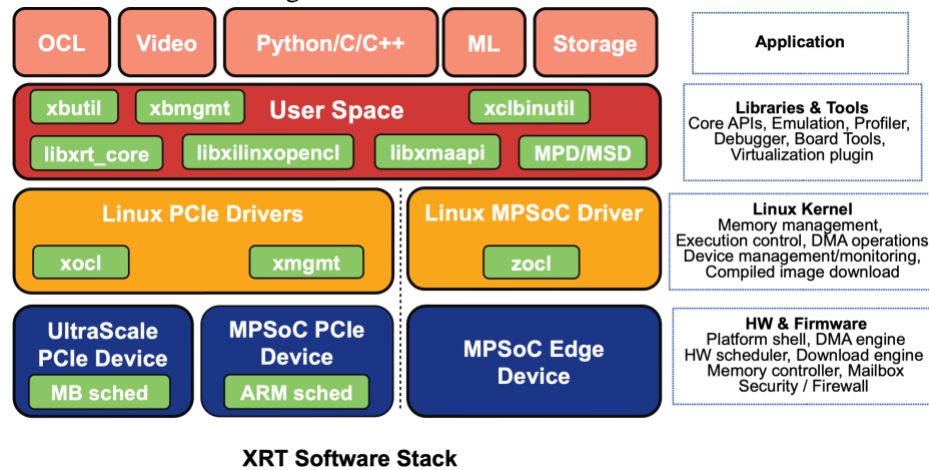 OCL
Video
Python/C/C++
ML
Storage
Application
xbutil
xbmgmt
User Space
xclbinutil
libxrt_core
libxilinxopencl
libxmaapi
MPD/MSD
Libraries & Tools
Core APIs, Emulation, Profiler,
Debugger, Board Tools,
Virtualization plugin
Linux PCIe Drivers
xocl
xmgmt
Linux MPSoC Driver
zocl
Linux Kernel
Memory management,
Execution control, DMA operations
Device management/monitoring,
Compiled image download
UltraScale
PCIe Device
MB sched
MPSoC PCIe
Device
ARM sched
MPSoC Edge
Device
HW & Firmware
Platform shell, DMA engine
HW scheduler, Download engine
Memory controller, Mailbox
Security / Firewall
XRT Software Stack